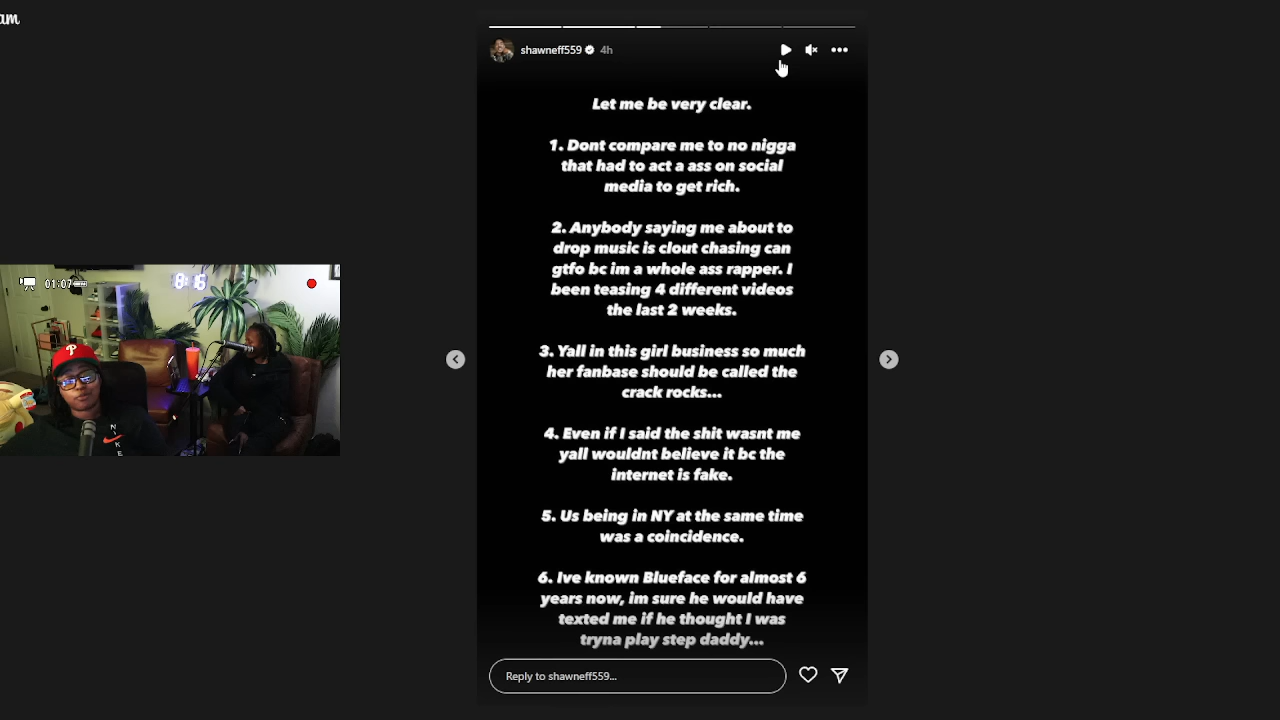 am
shawneff559 4h
Let me be very clear.
1. Dont compare me to no nigga
that had to act a ass on social
media to get rich.
2. Anybody saying me about to
drop music is clout chasing can
gtfo bc im a whole ass rapper. I
been teasing 4 different videos
the last 2 weeks.
3. Yall in this girl business so much
her fanbase should be called the
crack rocks...
4. Even if I said the shit wasnt me
yall wouldnt believe it bc the
internet is fake.
5. Us being in NY at the same time
was a coincidence.
6. Ive known Blueface for almost 6
years now, im sure he would have
texted me if he thought I was
tryna play step daddy...
Reply to shawneff559...
01:07
8:16
P
NIKE